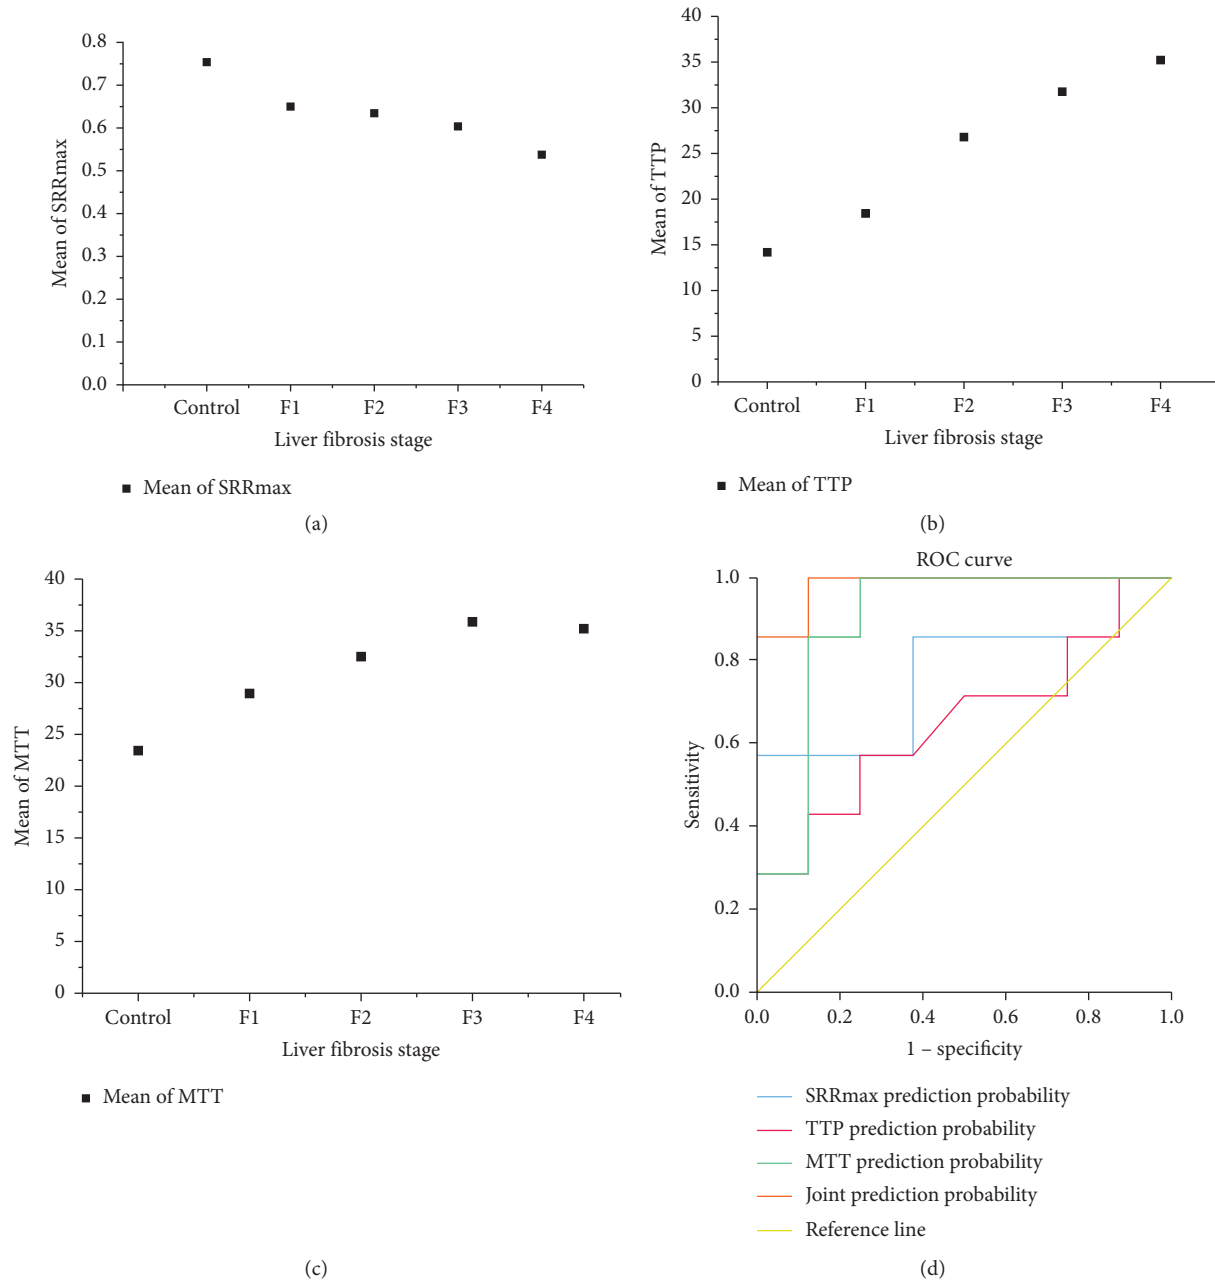 0.8
0.7
0.6
0.5
0.4
0.3
0.2
0.1
0.0
Mean of SRRmax
Control F1 F2 F3 F4
Liver fibrosis stage
Mean of SRRmax
(a)
40
35
30
25
20
15
10
5
0
Mean of TTP
Control F1 F2 F3 F4
Liver fibrosis stage
Mean of TTP
(b)
40
35
30
25
20
15
10
5
0
Mean of MTT
Control F1 F2 F3 F4
Liver fibrosis stage
Mean of MTT
(c)
ROC curve
1.0
0.8
0.6
0.4
0.2
0.0
Sensitivity
0.0 0.2 0.4 0.6 0.8 1.0
1 – specificity
SRRmax prediction probability
TTP prediction probability
MTT prediction probability
Joint prediction probability
Reference line
(d)